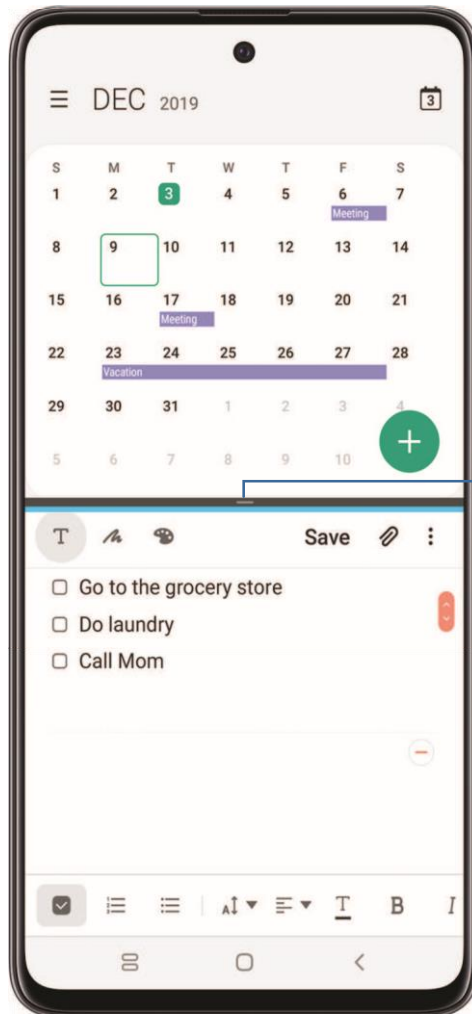 DEC 2019
3
S M T W T F S
1 2 3 4 5 6 7
Meeting
8 9 10 11 12 13 14
15 16 17 18 19 20 21
Meeting
22 23 24 25 26 27 28
Vacation
29 30 31 1 2 3 4
5 6 7 8 9 10
T Save
Go to the grocery store
Do laundry
Call Mom
A T B I